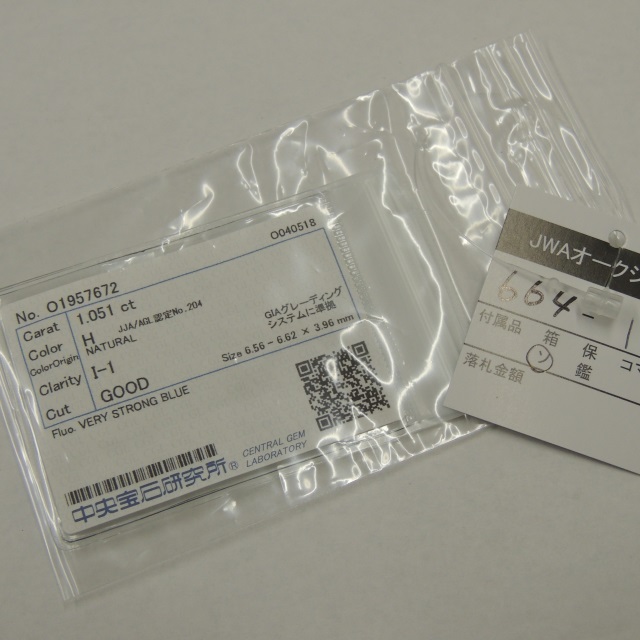 O040518
No. O1957672
Carat 1.051 ct
Color H JJA/AGL認定No.204
ColorOrigin NATURAL
GIAグレーディング
システムに準拠
Clarity I-1
Size 6.56 - 6.62 x 3.96 mm
Cut GOOD
Fluo. VERY STRONG BLUE
中央宝石研究所®
CENTRAL GEM
LABORATORY
JWAオークシ
664
付属品 箱 保 コマ
鑑
落札金額